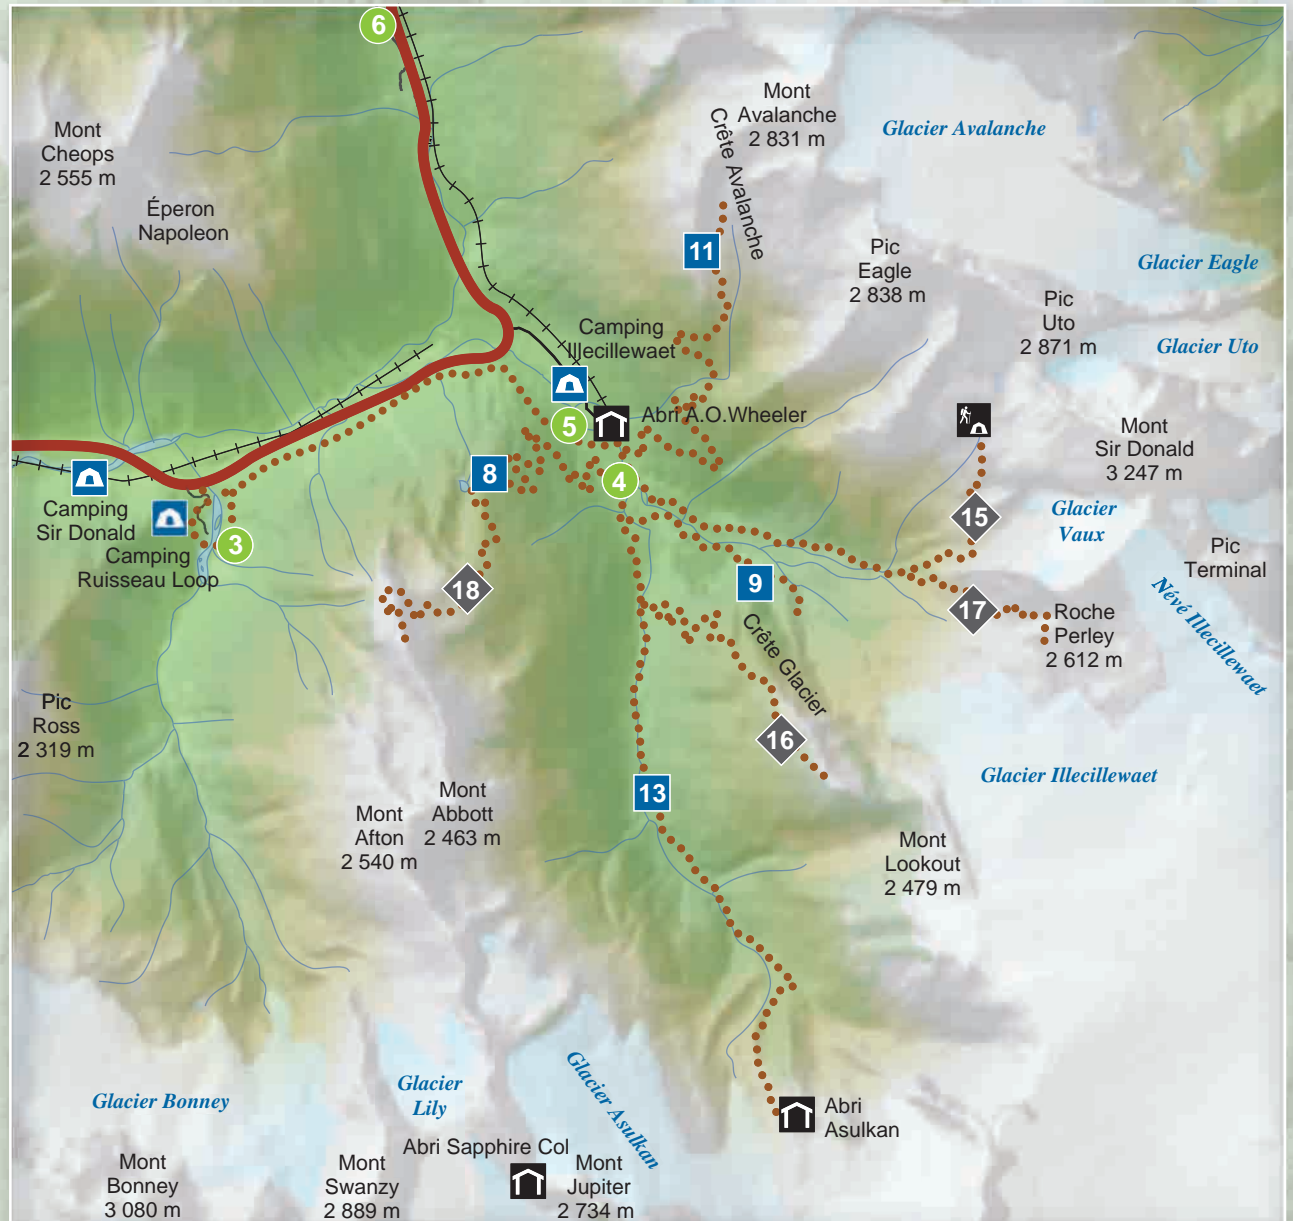 6
Mont
Avalanche
2 831 m
Crête Avalanche
Glacier Avalanche
Mont
Cheops
2 555 m
Éperon
Napoleon
11
Pic
Eagle
2 838 m
Glacier Eagle
Pic
Uto
2 871 m
Glacier Uto
Camping
Illecillewaet
5
Abri A.O.Wheeler
Mont
Sir Donald
3 247 m
8
4
15
Glacier
Vaux
Camping
Sir Donald
Camping
Ruisseau Loop
3
Pic
Terminal
18
9
17
Roche
Perley
2 612 m
Névé Illecillewaet
Crête Glacier
Pic
Ross
2 319 m
16
Glacier Illecillewaet
13
Mont
Abbott
2 463 m
Mont
Afton
2 540 m
Mont
Lookout
2 479 m
Glacier Bonney
Glacier
Lily
Glacier Asulkan
Abri
Asulkan
Abri Sapphire Col
Mont
Bonney
3 080 m
Mont
Swanzy
2 889 m
Mont
Jupiter
2 734 m